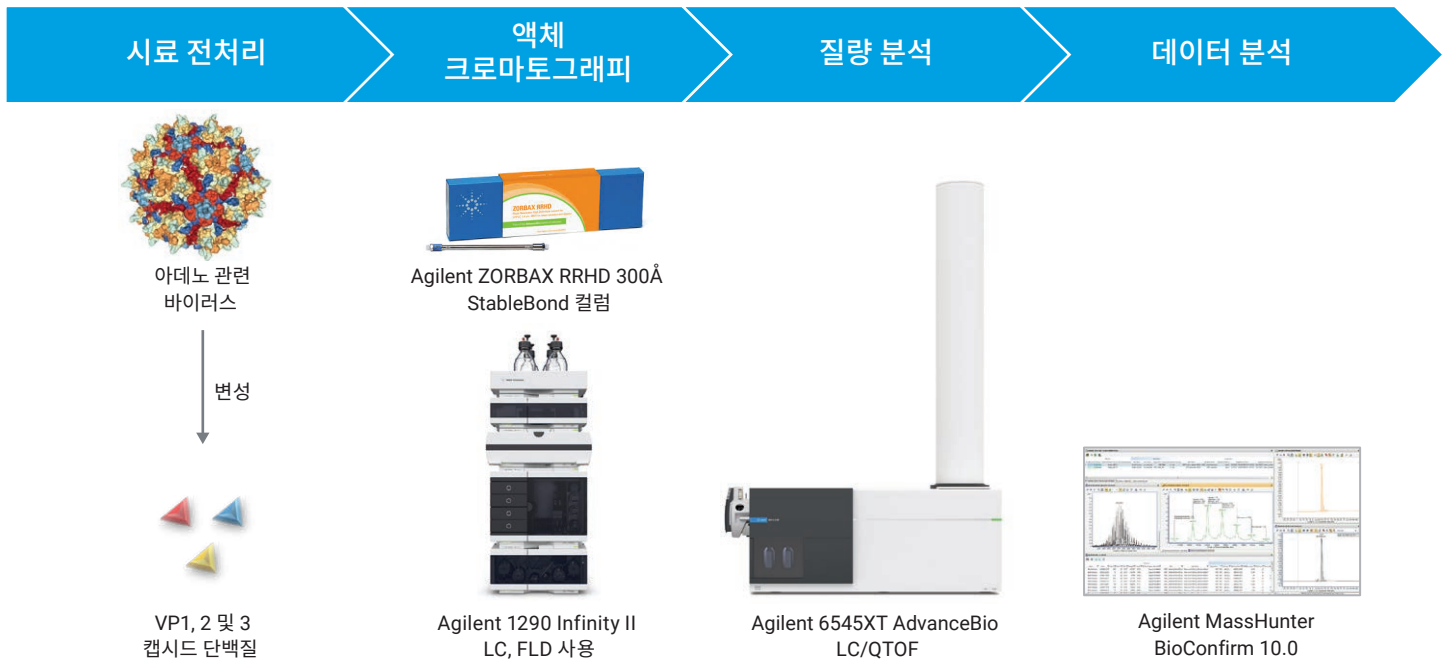 시료 전처리
액체
크로마토그래피
질량 분석
데이터 분석
아데노 관련
바이러스
변성
VP1, 2 및 3
캡시드 단백질
ZORBAX RRHD
Agilent ZORBAX RRHD 300Å
StableBond 컬럼
Agilent 1290 Infinity II
LC, FLD 사용
Agilent 6545XT AdvanceBio
LC/QTOF
Agilent MassHunter
BioConfirm 10.0